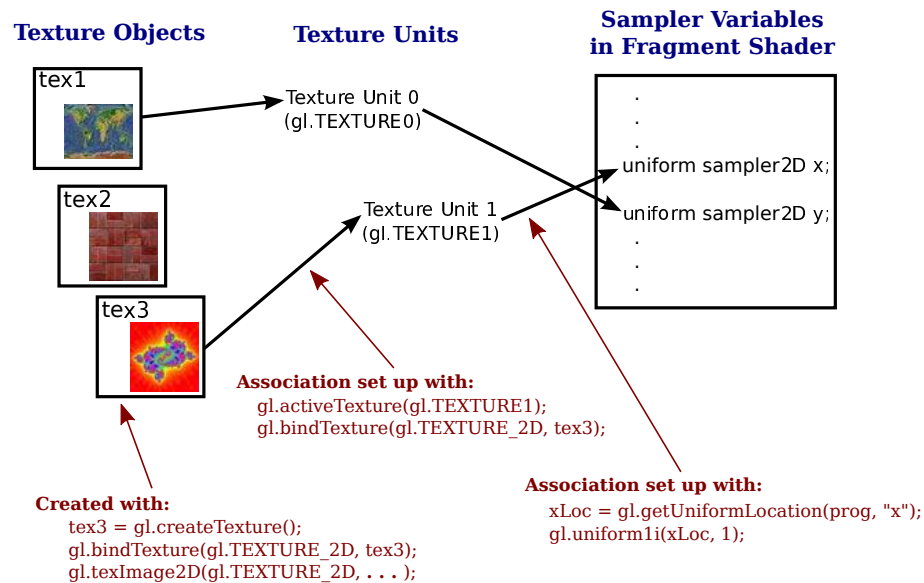 Texture Objects
Texture Units
Sampler Variables
in Fragment Shader
tex1
tex2
tex3
Texture Unit 0
(gl.TEXTURE0)
Texture Unit 1
(gl.TEXTURE1)
.
.
.
uniform sampler2D x;
uniform sampler2D y;
.
.
.
Association set up with:
gl.activeTexture(gl.TEXTURE1);
gl.bindTexture(gl.TEXTURE_2D, tex3);
Association set up with:
xLoc = gl.getUniformLocation(prog, "x");
gl.uniform1i(xLoc, 1);
Created with:
tex3 = gl.createTexture();
gl.bindTexture(gl.TEXTURE_2D, tex3);
gl.texImage2D(gl.TEXTURE_2D, . . . );